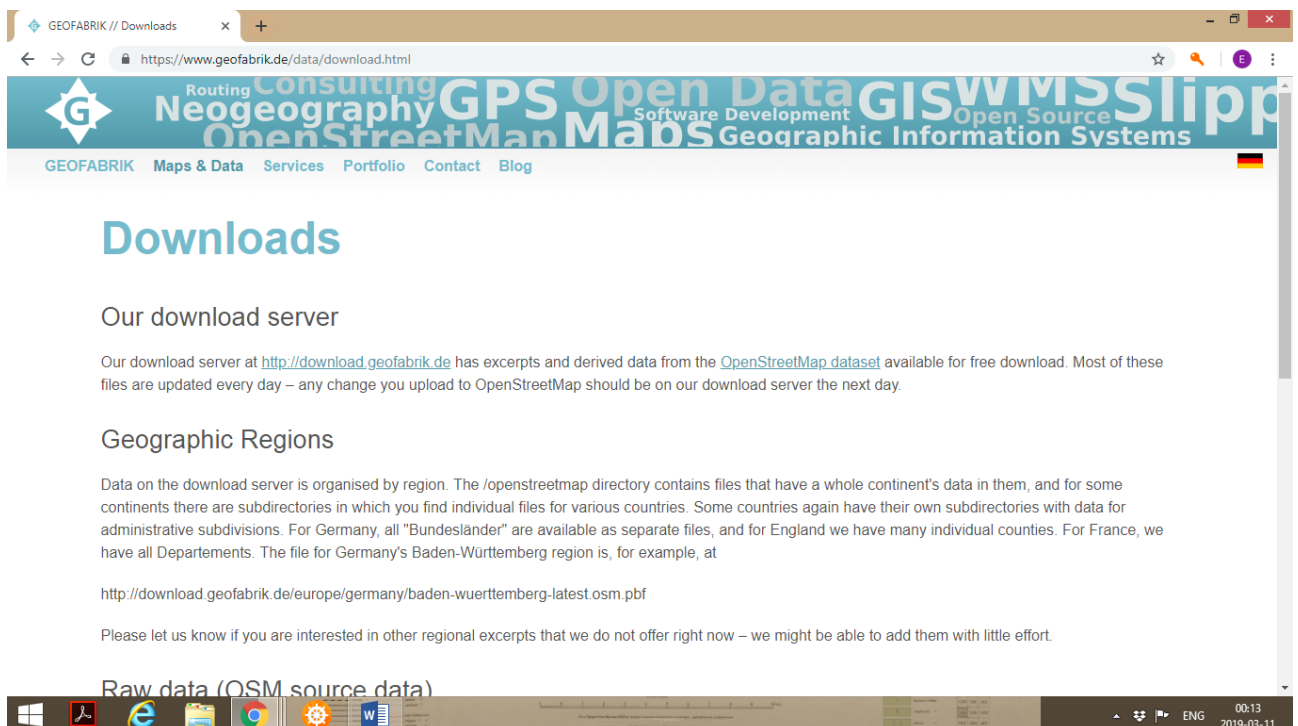 GEOFABRIK // Downloads
https://www.geofabrik.de/data/download.html
E
G
Routing Consulting
Neogeography
OpenStreetMap
GPS
Open Data
Software Development
Maps
GIS
WMS
Open Source
Geographic Information Systems
Slipp
GEOFABRIK Maps & Data Services Portfolio Contact Blog
Downloads
Our download server
Our download server at http://download.geofabrik.de has excerpts and derived data from the OpenStreetMap dataset available for free download. Most of these
files are updated every day – any change you upload to OpenStreetMap should be on our download server the next day.
Geographic Regions
Data on the download server is organised by region. The /openstreetmap directory contains files that have a whole continent's data in them, and for some
continents there are subdirectories in which you find individual files for various countries. Some countries again have their own subdirectories with data for
administrative subdivisions. For Germany, all "Bundesländer" are available as separate files, and for England we have many individual counties. For France, we
have all Departements. The file for Germany's Baden-Württemberg region is, for example, at
http://download.geofabrik.de/europe/germany/baden-wuerttemberg-latest.osm.pbf
Please let us know if you are interested in other regional excerpts that we do not offer right now – we might be able to add them with little effort.
Raw data (OSM source data)
ENG
00:13
2019-03-11